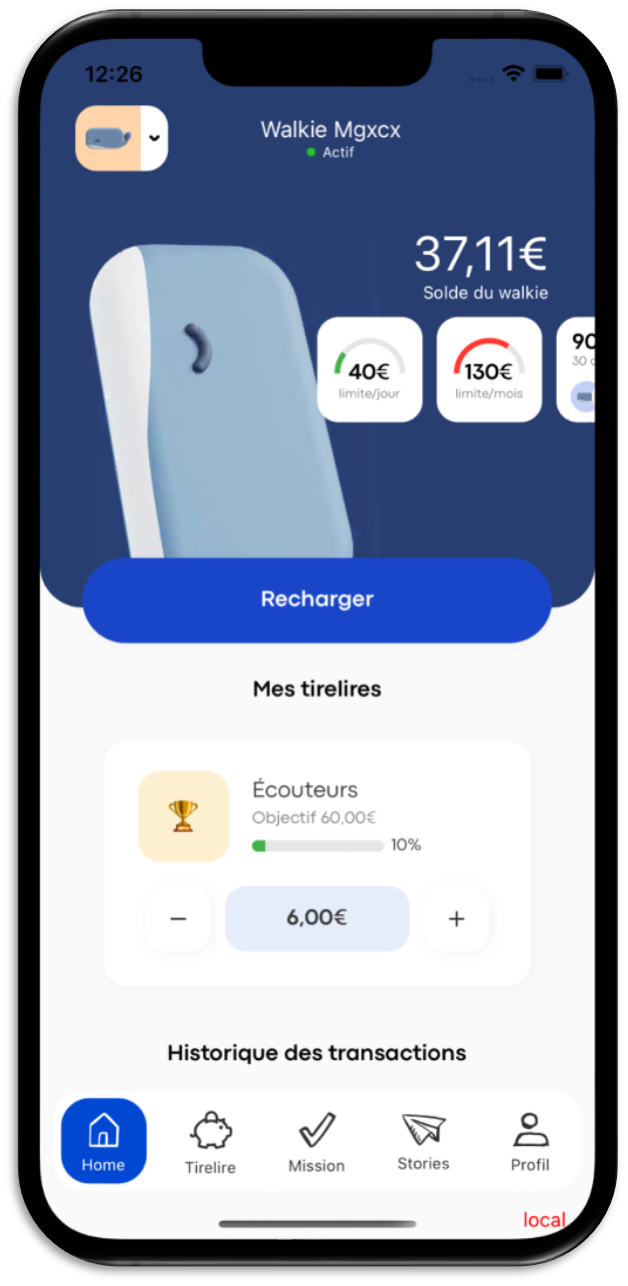 12:26
Walkie Mgxcx
Actif
37,11€
Solde du walkie
40€
limite/jour
130€
limite/mois
90
30
Recharger
Mes tirelires
Écouteurs
Objectif 60,00€
10%
−
6,00€
+
Historique des transactions
Home
Tirelire
Mission
Stories
Profil
local